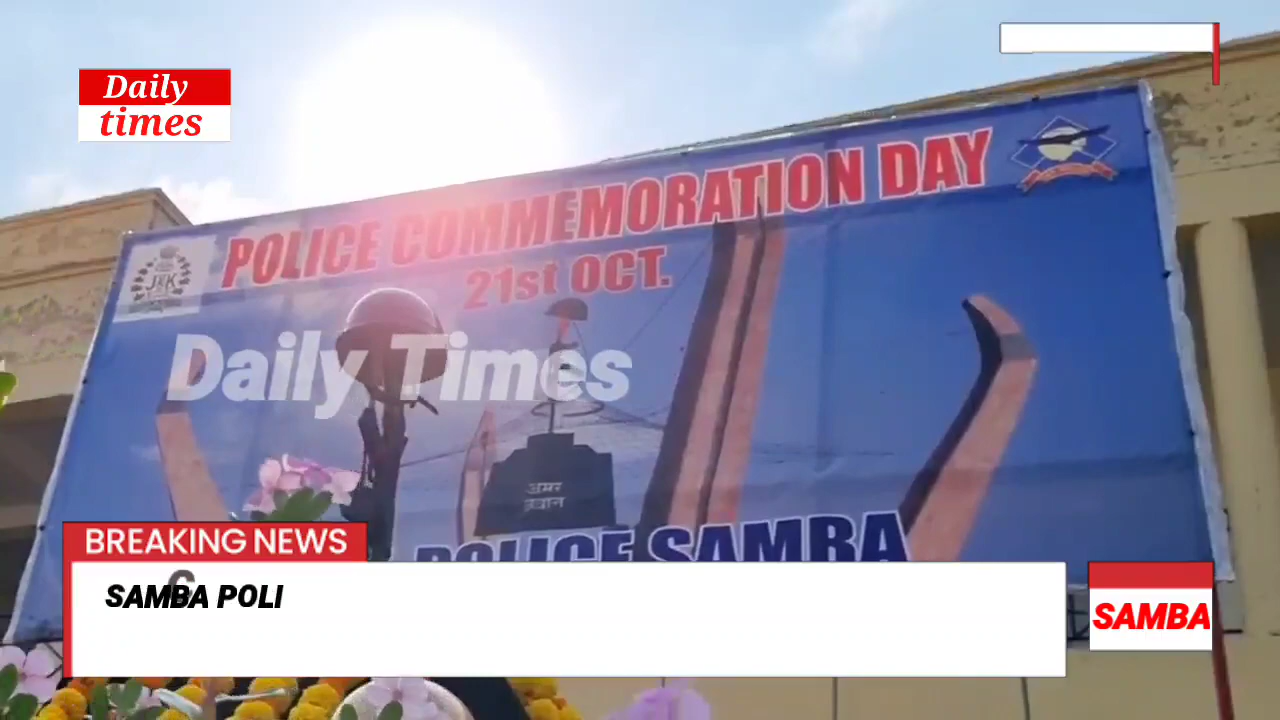 Daily
times
POLICE COMMEMORATION DAY
21st OCT.
J&K
Daily Times
अमर
जवान
POLICE SAMBA
BREAKING NEWS
SAMBA POLI
SAMBA